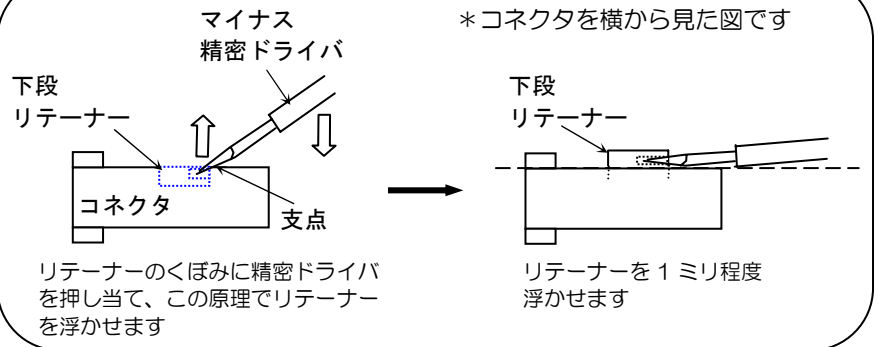 マイナス
精密ドライバ
＊コネクタを横から見た図です
下段
リテーナー
コネクタ
支点
リテーナーのくぼみに精密ドライバ
を押し当て、この原理でリテーナー
を浮かせます
下段
リテーナー
リテーナーを 1 ミリ程度
浮かせます